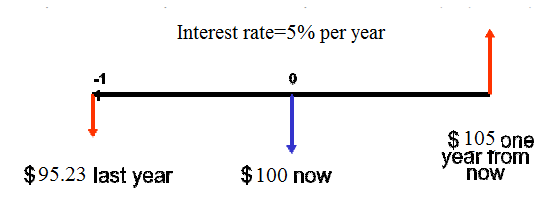 Interest rate=5% per year
-1
0
$95.23 last year
$100 now
$105 one
year from
now